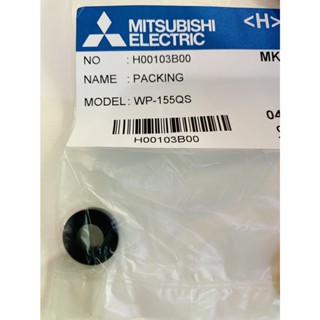 MITSUBISHI
ELECTRIC
<H>
NO : H00103B00
MK
NAME : PACKING
MODEL : WP-155QS
04
H00103B00